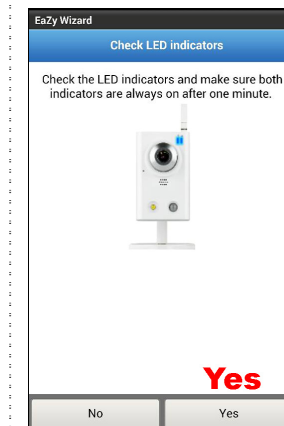 EaZy Wizard
Check LED indicators
Check the LED indicators and make sure both
indicators are always on after one minute.
Yes
No
Yes